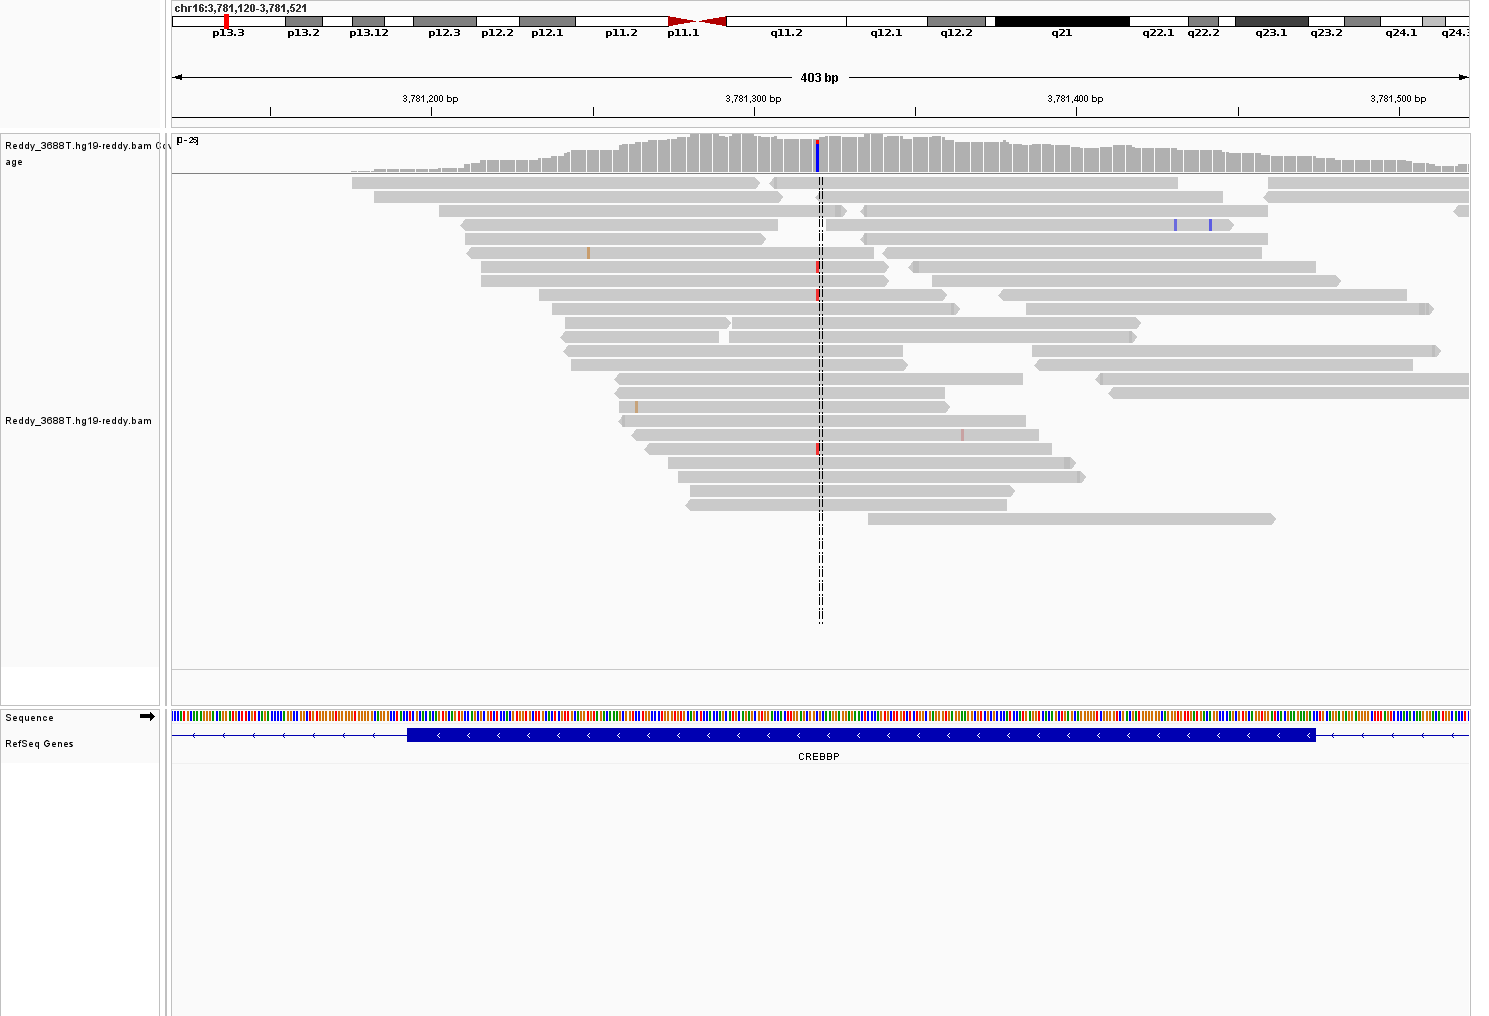 chr16:3,781,120-3,781,521
p13.3 p13.2 p13.12 p12.3 p12.2 p12.1 p11.2 p11.1 q11.2 q12.1 q12.2 q21 q22.1 q22.2 q23.1 q23.2 q24.1 q24.3
403 bp
3,781,200 bp 3,781,300 bp 3,781,400 bp 3,781,500 bp
Reddy_3688T.hg19-reddy.bam Cov
age
Reddy_3688T.hg19-reddy.bam
Sequence
RefSeq Genes
CREBBP